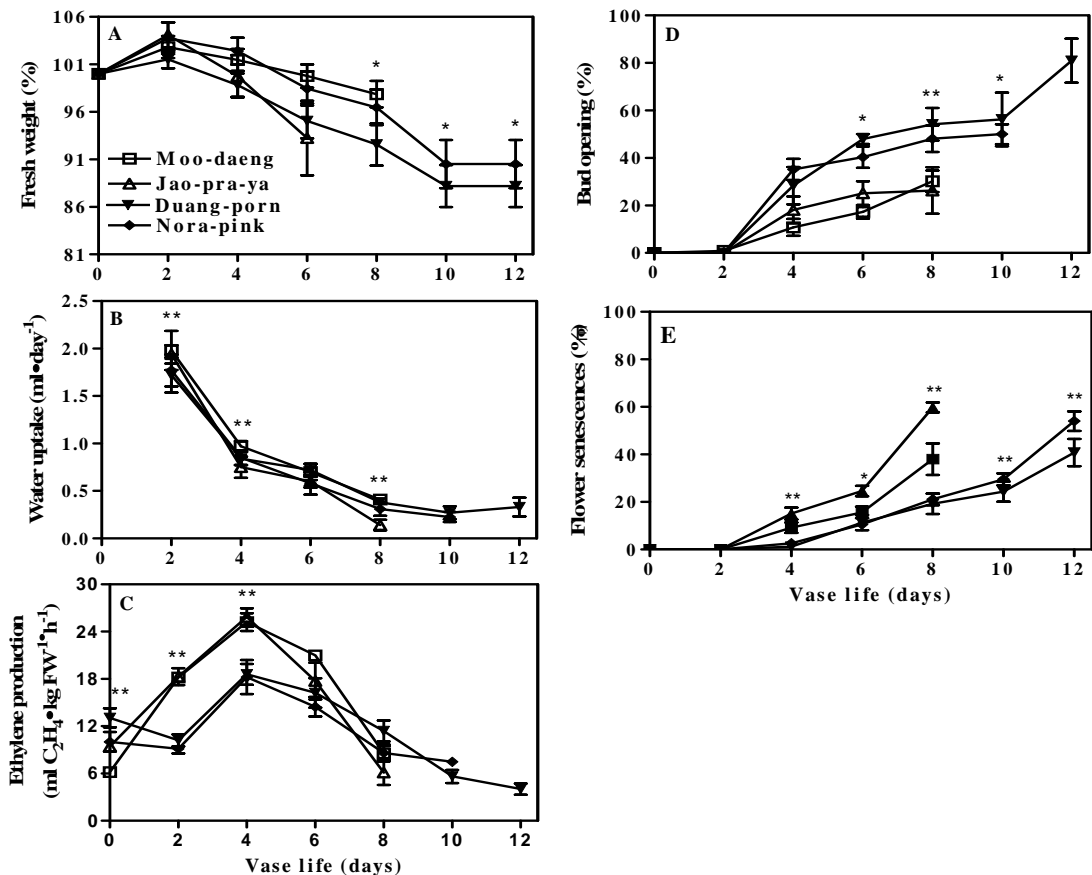 A
Fresh weight (%)
106
101
96
91
86
81
* * *
Moo-daeng
Jao-pra-ya
Duang-porn
Nora-pink
0 2 4 6 8 10 12
B
Water uptake (ml•day-1)
2.5
2.0
1.5
1.0
0.5
0.0
** ** **
0 2 4 6 8 10 12
C
Ethylene production
(ml C2H4•kg FW1•h-1)
30
24
18
12
6
0
** ** **
0 2 4 6 8 10 12
Vase life (days)
D
Bud opening (%)
100
80
60
40
20
0
* ** *
0 2 4 6 8 10 12
E
Flower senescences
100
80
60
40
20
0
** * ** ** **
0 2 4 6 8 10 12
Vase life (days)